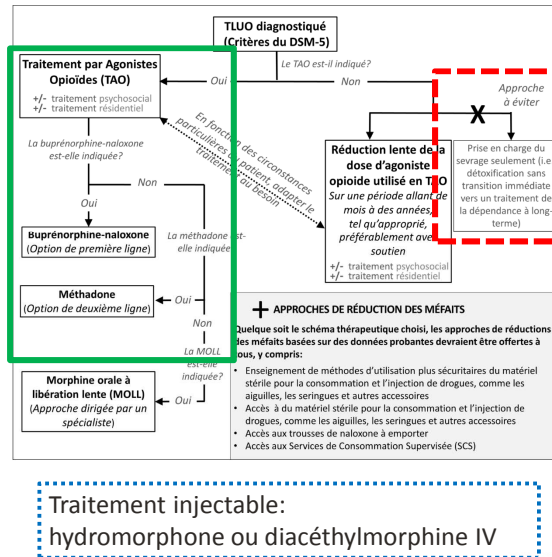 TLUO diagnostiqué
(Critères du DSM-5)
Le TAO est-il indiqué?
Oui
Non
Traitement par Agonistes
Opioïdes (TAO)
+/- traitement psychosocial
+/- traitement résidentiel
La buprénorphine-naloxone
est-elle indiquée?
Non
Oui
Buprénorphine-naloxone
(Option de première ligne)
La méthadone est-
elle indiquée
Méthadone
(Option de deuxième ligne)
Oui
Non
La MOLL
est-elle
indiquée?
Morphine orale à
libération lente (MOLL)
(Approche dirigée par un
spécialiste)
Oui
En fonction des circonstances
particulières du patient, adapter le
traitement au besoin
Approche
à éviter
X
Réduction lente de la
dose d'agoniste
opioide utilisé en TAO
Sur une période allant de
mois à des années,
tel qu'approprié,
préférablement avec
soutien
+/- traitement psychosocial
+/- traitement résidentiel
Prise en charge du
sevrage seulement (i.e
détoxification sans
transition immédiate
vers un traitement de
la dépendance à long-
terme)
+ APPROCHES DE RÉDUCTION DES MÉFAITS
Quelque soit le schéma thérapeutique choisi, les approches de réductions
des méfaits basées sur des données probantes devraient être offertes à
tous, y compris:
• Enseignement de méthodes d'utilisation plus sécuritaires du matériel
stérile pour la consommation et l'injection de drogues, comme les
aiguilles, les seringues et autres accessoires
• Accès à du matériel stérile pour la consommation et l'injection de
drogues, comme les aiguilles, les seringues et autres accessoires
• Accès aux trousses de naloxone à emporter
• Accès aux Services de Consommation Supervisée (SCS)
Traitement injectable:
hydromorphone ou diacéthylmorphine IV